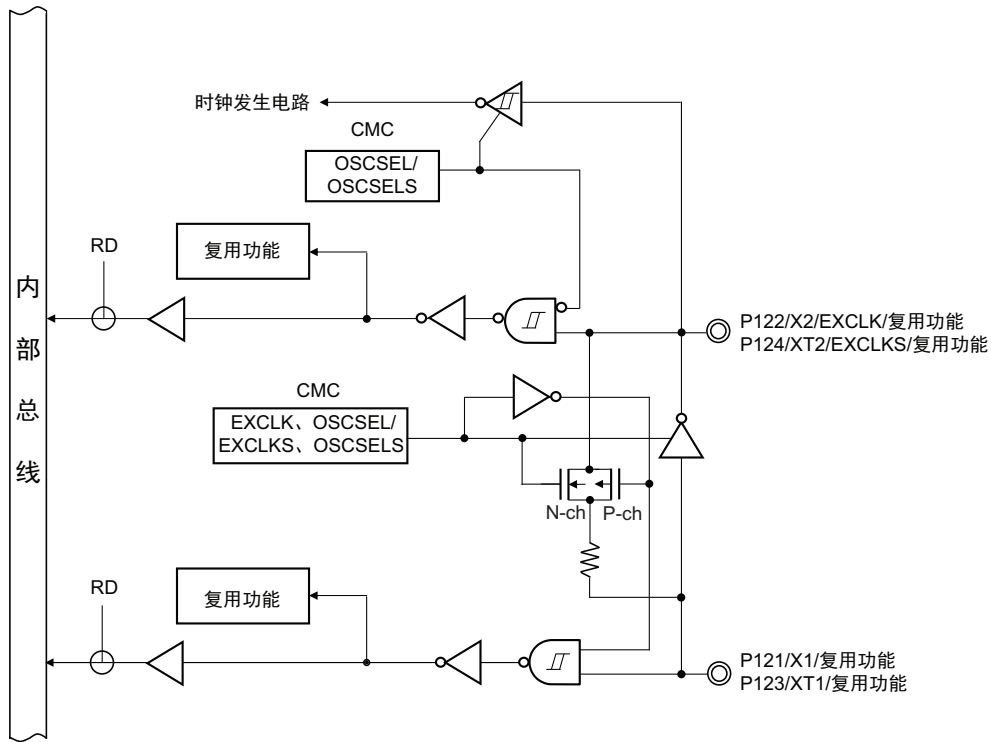 时钟发生电路
CMC
OSCSEL/
OSCSELS
RD
复用功能
内部总线
P122/X2/EXCLK/复用功能
P124/XT2/EXCLKS/复用功能
CMC
EXCLK、OSCSEL/
EXCLKS、OSCSELS
N-ch
P-ch
RD
复用功能
P121/X1/复用功能
P123/XT1/复用功能